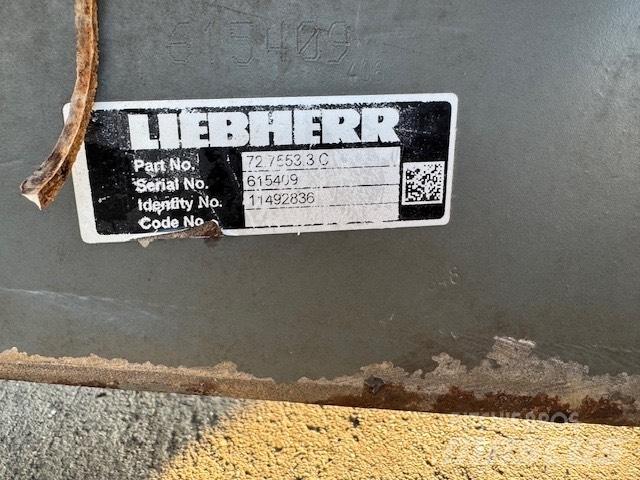 615409
LIEBHERR
Part No. 72.7553.3 C
Serial No. 615409
Identity No. 11492836
Code No.